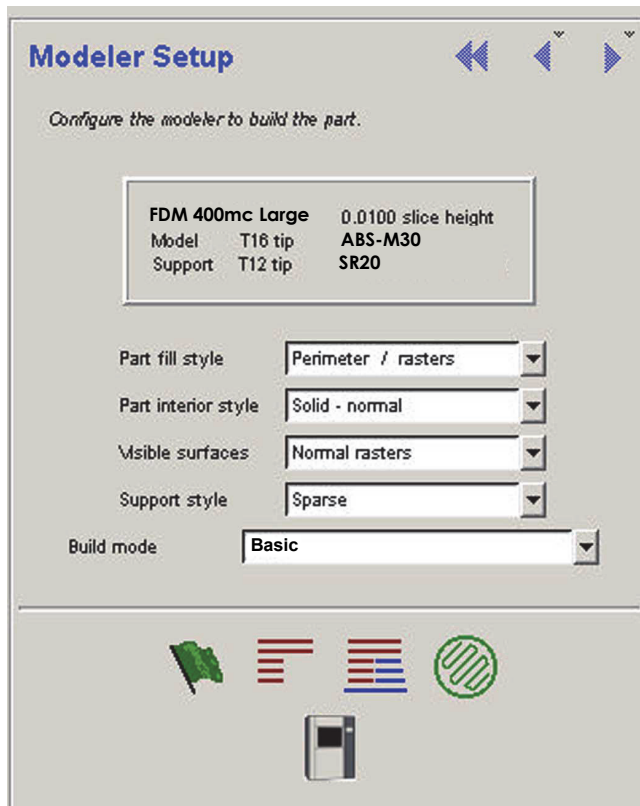 Modeler Setup
Configure the modeler to build the part.
FDM 400mc Large 0.0100 slice height
Model T16 tip ABS-M30
Support T12 tip SR20
Part fill style Perimeter / rasters
Part interior style Solid - normal
Visible surfaces Normal rasters
Support style Sparse
Build mode Basic